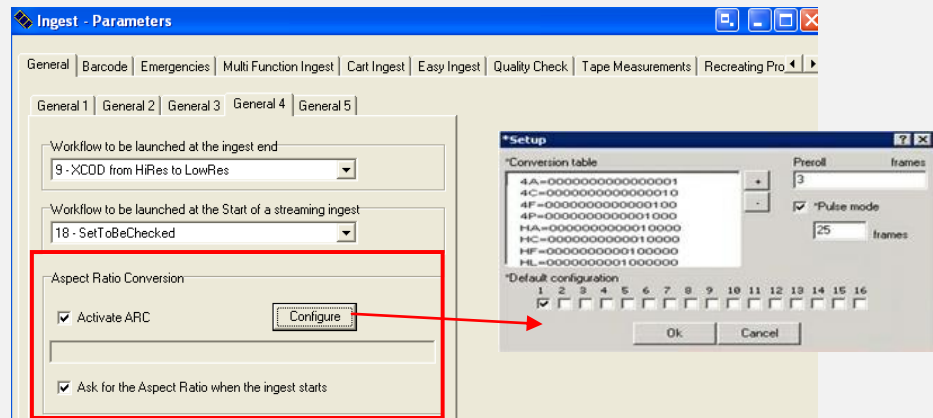 Ingest - Parameters
General Barcode Emergencies Multi Function Ingest Cart Ingest Easy Ingest Quality Check Tape Measurements Recreating Pro
General 1 General 2 General 3 General 4 General 5
Workflow to be launched at the ingest end
9 - XCOD from HiRes to LowRes
Workflow to be launched at the Start of a streaming ingest
18 - SetToBeChecked
Aspect Ratio Conversion
Activate ARC
Configure
Ask for the Aspect Ratio when the ingest starts
*Setup
*Conversion table
4A=0000000000000001
4C=0000000000000010
4F=0000000000000100
4P=0000000000001000
HA=0000000000010000
HC=0000000000010000
HF=0000000000100000
HL=0000000001000000
+
-
Preroll frames
3
*Pulse mode
25 frames
*Default configuration
1 2 3 4 5 6 7 8 9 10 11 12 13 14 15 16
Ok Cancel